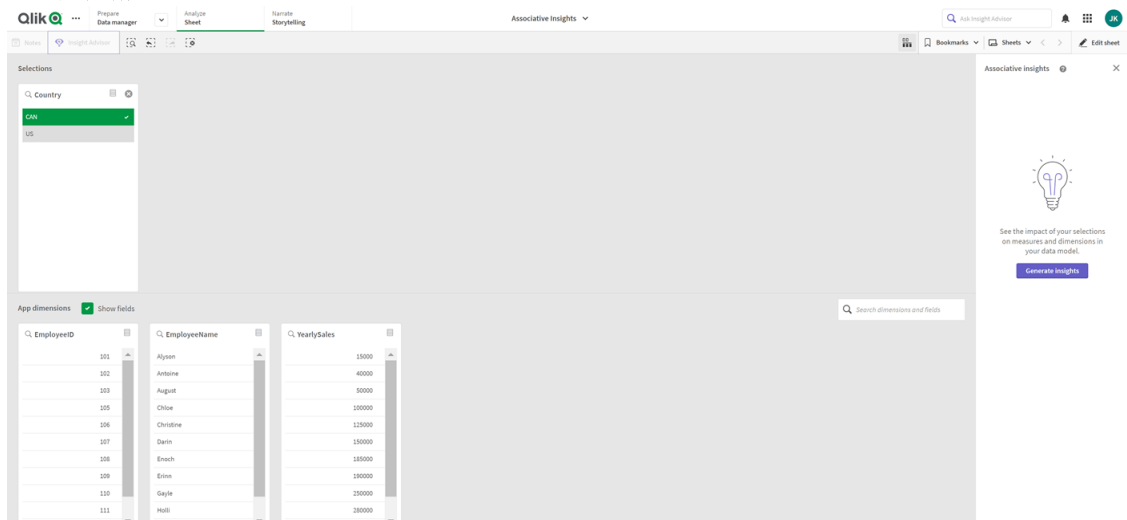 Qlik
Prepare
Data manager
Analyze
Sheet
Narrate
Storytelling
Associative Insights
Ask Insight Advisor
JK
Notes
Insight Advisor
Bookmarks
Sheets
Edit sheet
Selections
Country
CAN
US
Associative insights
See the impact of your selections
on measures and dimensions in
your data model.
Generate insights
App dimensions
Show fields
Search dimensions and fields
EmployeeID
101
102
103
105
106
107
108
109
110
111
EmployeeName
Alyson
Antoine
August
Chloe
Christine
Darin
Enoch
Erinn
Gayle
Holli
YearlySales
15000
40000
50000
100000
125000
150000
185000
190000
250000
280000